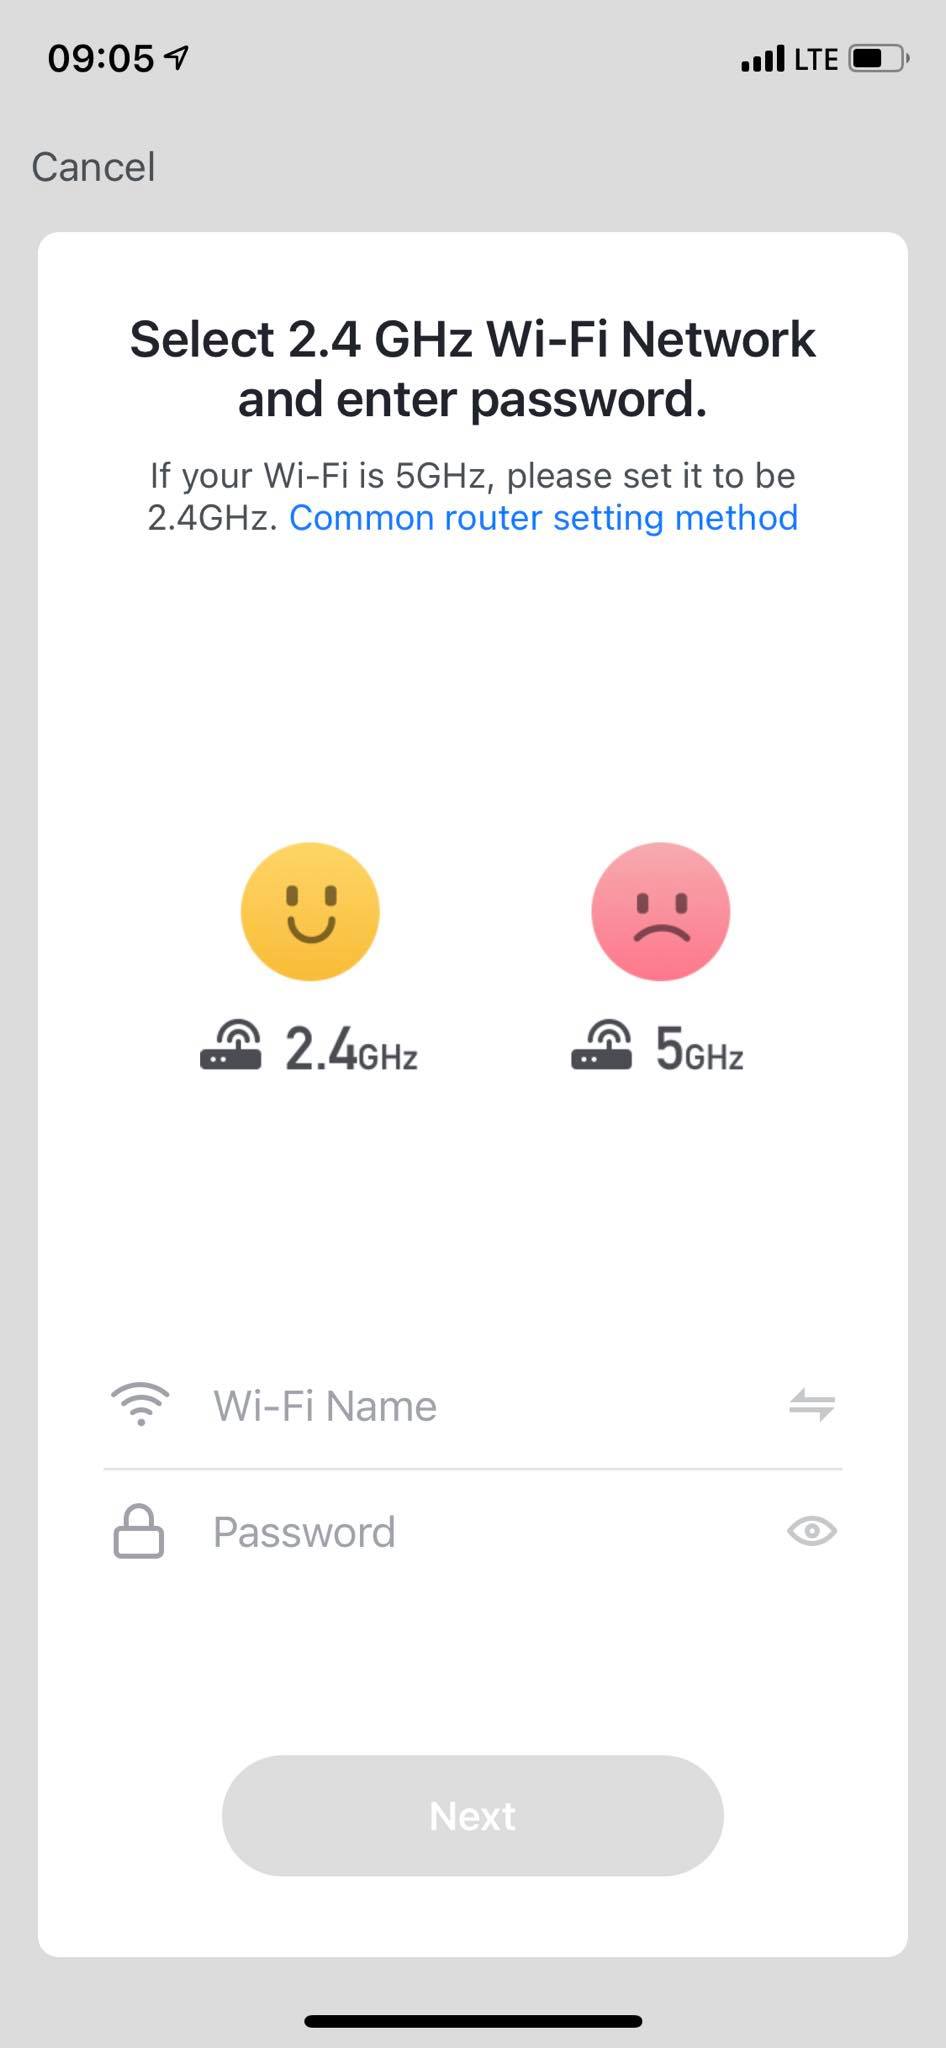 09:05 LTE
Cancel
Select 2.4 GHz Wi-Fi Network
and enter password.
If your Wi-Fi is 5GHz, please set it to be
2.4GHz. Common router setting method
2.4GHz 5GHz
Wi-Fi Name
Password
Next